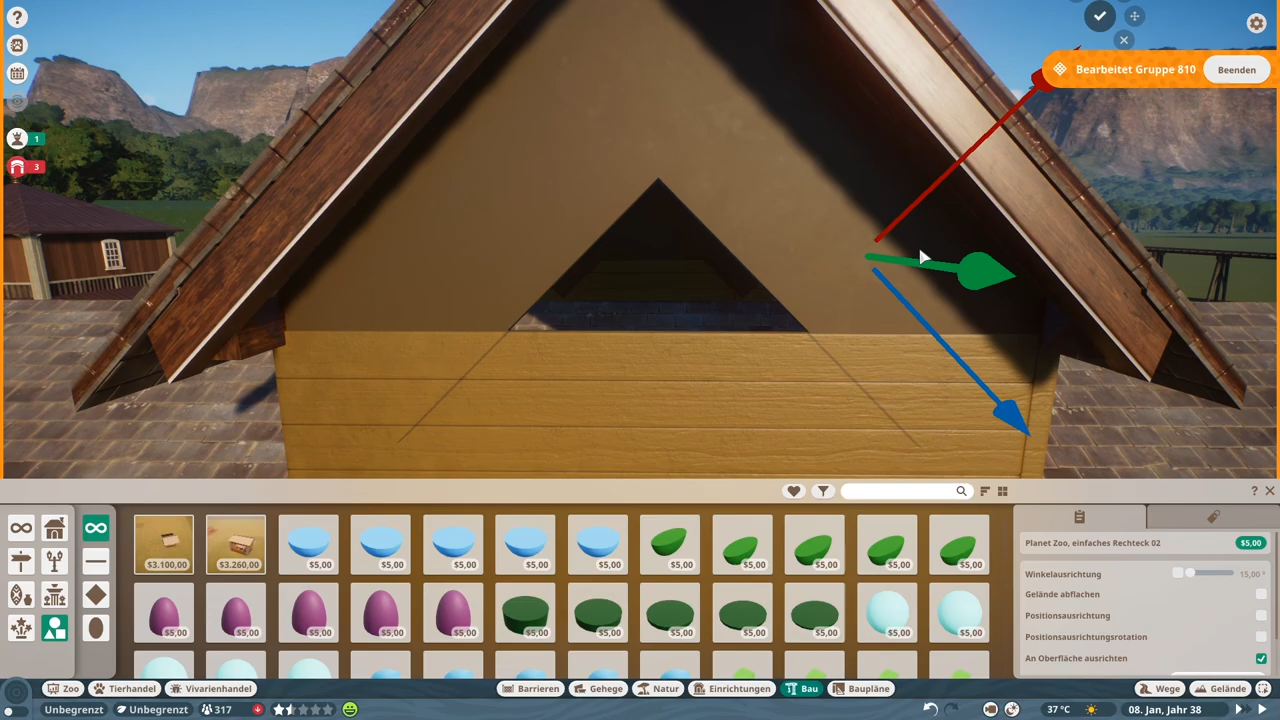 ?
Bearbeitet Gruppe 810
Beenden
1
3
? ×
$3.100,00 $3.260,00 $5,00 $5,00 $5,00 $5,00 $5,00 $5,00 $5,00 $5,00 $5,00 $5,00
$5,00 $5,00 $5,00 $5,00 $5,00 $5,00 $5,00 $5,00 $5,00 $5,00 $5,00 $5,00
Planet Zoo, einfaches Rechteck 02 $5,00
Winkelausrichtung 15,00 °
Gelände abflachen
Positionsausrichtung
Positionsausrichtungsrotation
An Oberfläche ausrichten
Zoo Tierhandel Vivarienhandel Barrieren Gehege Natur Einrichtungen Bau Baupläne Wege Gelände
Unbegrenzt Unbegrenzt 317 37 °C 08. Jan, Jahr 38